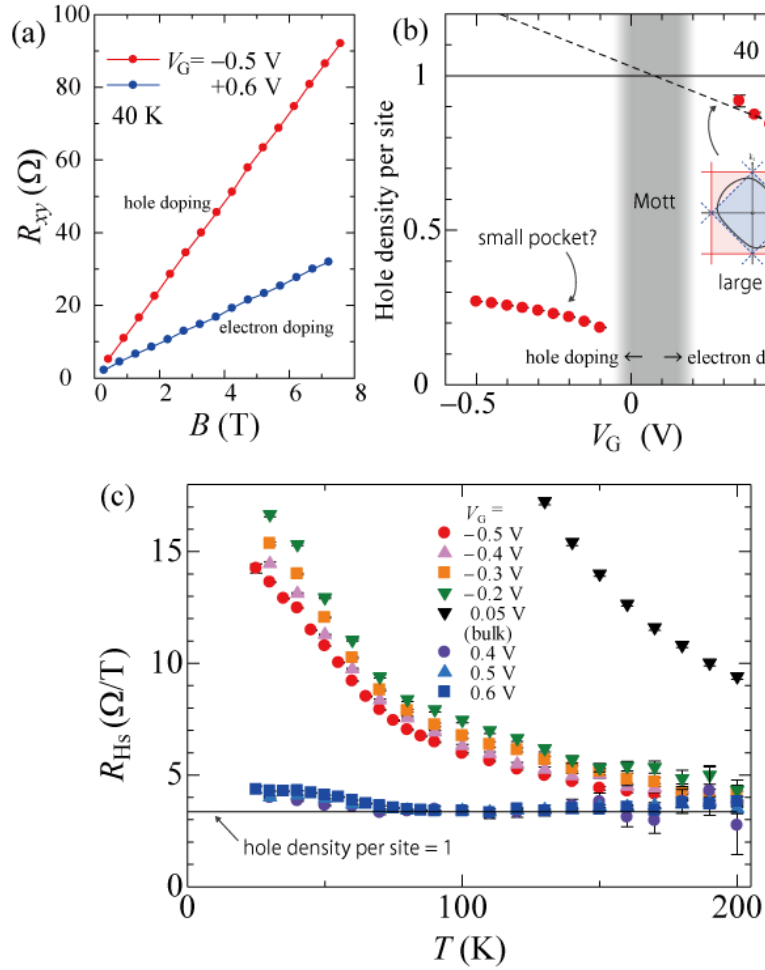 (a)
100
80
60
40
20
0
R_xy (Ω)
V_G = −0.5 V
+0.6 V
40 K
hole doping
electron doping
0 2 4 6 8
B (T)
(b)
Hole density per site
1
0.5
0
40
Mott
small pocket?
large
hole doping
electron d
−0.5 0
V_G (V)
(c)
R_Hs (Ω/T)
15
10
5
0
V_G =
−0.5 V
−0.4 V
−0.3 V
−0.2 V
0.05 V
(bulk)
0.4 V
0.5 V
0.6 V
hole density per site = 1
0 100 200
T (K)